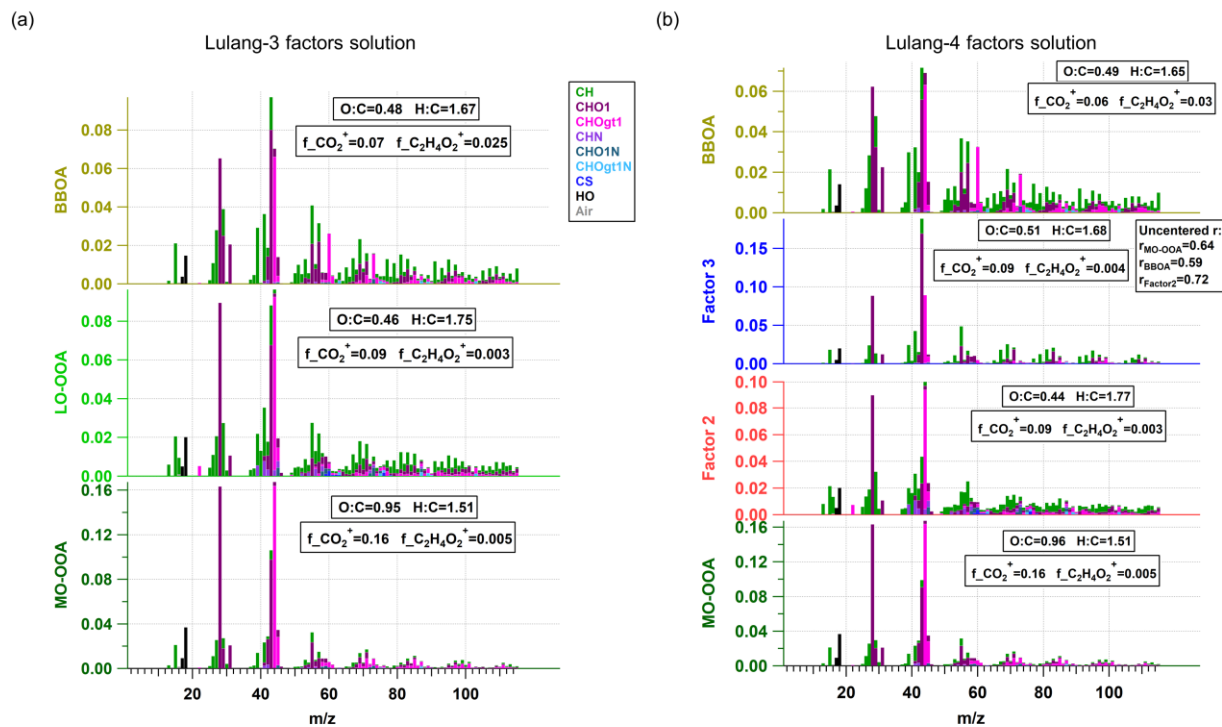 (a)
Lulang-3 factors solution
CH
CHO1
CHOgt1
CHN
CHO1N
CHOgt1N
CS
HO
Air
BBOA
0.08
0.06
0.04
0.02
0.00
O:C=0.48 H:C=1.67
f_CO₂⁺=0.07 f_C₂H₄O₂⁺=0.025
LO-OOA
0.08
0.06
0.04
0.02
0.00
O:C=0.46 H:C=1.75
f_CO₂⁺=0.09 f_C₂H₄O₂⁺=0.003
MO-OOA
0.16
0.12
0.08
0.04
0.00
O:C=0.95 H:C=1.51
f_CO₂⁺=0.16 f_C₂H₄O₂⁺=0.005
20 40 60 80 100
m/z
(b)
Lulang-4 factors solution
BBOA
0.06
0.04
0.02
0.00
O:C=0.49 H:C=1.65
f_CO₂⁺=0.06 f_C₂H₄O₂⁺=0.03
Factor 3
0.15
0.10
0.05
0.00
O:C=0.51 H:C=1.68
f_CO₂⁺=0.09 f_C₂H₄O₂⁺=0.004
Uncentered r:
rMO-OOA=0.64
rBBOA=0.59
rFactor2=0.72
Factor 2
0.10
0.08
0.06
0.04
0.02
0.00
O:C=0.44 H:C=1.77
f_CO₂⁺=0.09 f_C₂H₄O₂⁺=0.003
MO-OOA
0.16
0.12
0.08
0.04
0.00
O:C=0.96 H:C=1.51
f_CO₂⁺=0.16 f_C₂H₄O₂⁺=0.005
20 40 60 80 100
m/z